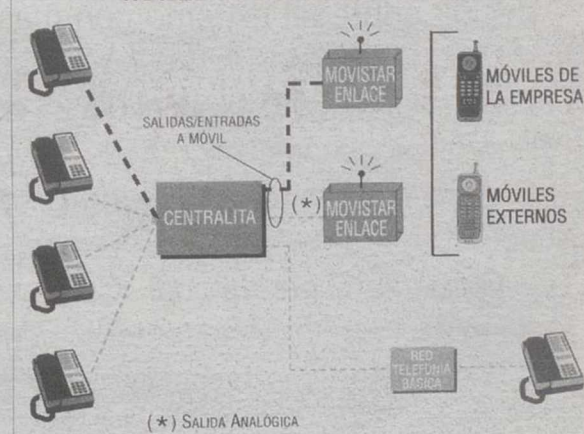 MOVISTAR
ENLACE
MÓVILES DE
LA EMPRESA
SALIDAS/ENTRADAS
A MÓVIL
CENTRALITA
(*)
MOVISTAR
ENLACE
MÓVILES
EXTERNOS
RED
TELEFONÍA
BÁSICA
(*) SALIDA ANALÓGICA